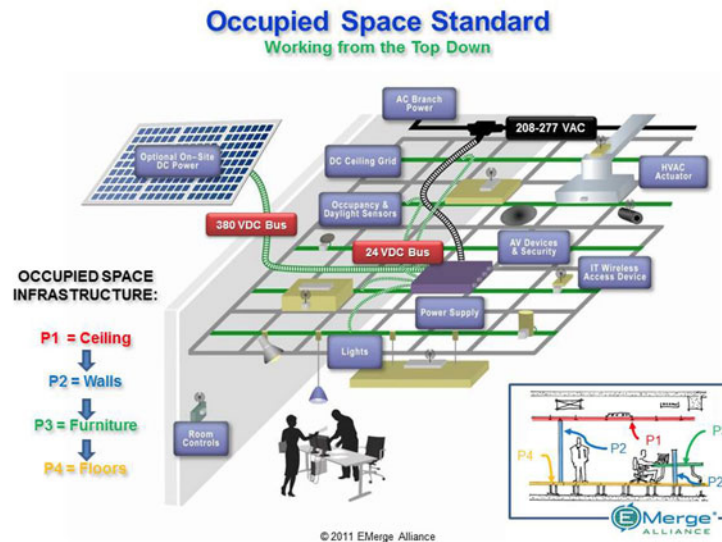 Occupied Space Standard
Working from the Top Down
AC Branch
Power
208-277 VAC
Optional On-Site
DC Power
DC Ceiling Grid
HVAC
Actuator
Occupancy &
Daylight Sensors
380 VDC Bus
24 VDC Bus
AV Devices
& Security
IT Wireless
Access Device
OCCUPIED SPACE
INFRASTRUCTURE:
Power Supply
P1 = Ceiling
Lights
P2 = Walls
P3 = Furniture
Room
Controls
P4 = Floors
P1
P2
P
P4
P2
EMerge®
ALLIANCE
© 2011 EMerge Alliance